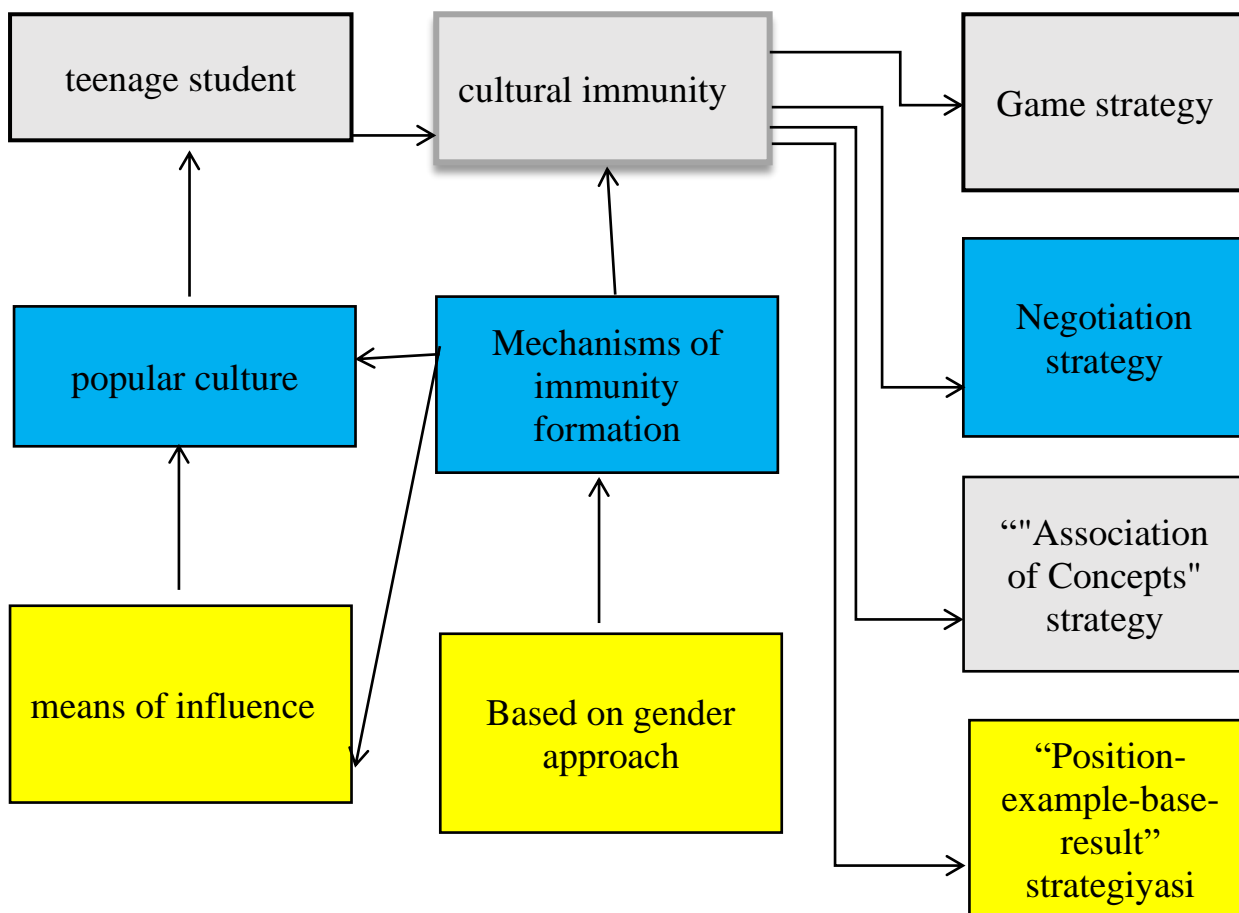 teenage student
cultural immunity
Game strategy
popular culture
Mechanisms of
immunity
formation
Negotiation
strategy
means of influence
Based on gender
approach
“"Association
of Concepts"
strategy
“Position-
example-base-
result”
strategiyasi